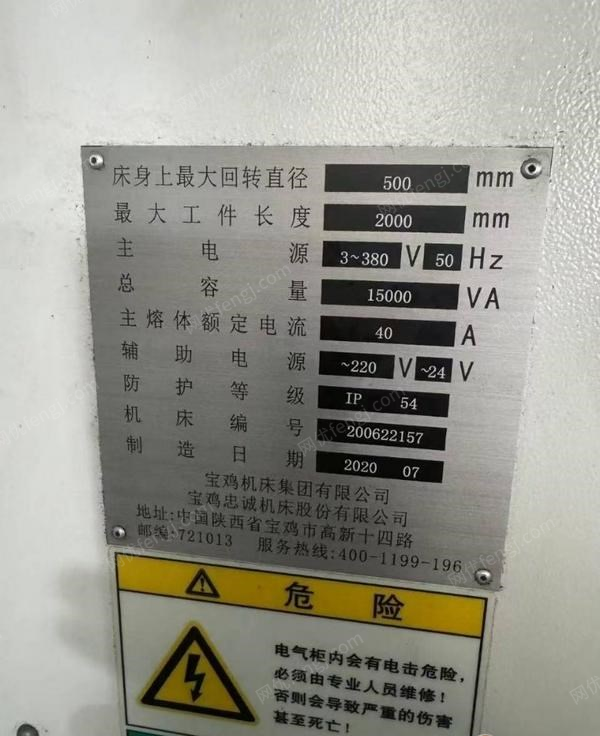 床身上最大回转直径 500 mm
最大工件长度 2000 mm
主电源 3~380 V 50 Hz
总容量 15000 VA
主熔体额定电流 40 A
辅助电源 ~220 V ~24 V
防护等级 IP 54
机床编号 200622157
制造日期 2020 07
宝鸡机床集团有限公司
宝鸡忠诚机床股份有限公司
地址:中国陕西省宝鸡市高新十四路
邮编:721013 服务热线:400-1199-196
危险
电气柜内会有电击危险,
必须由专业人员维修!
否则会导致严重的伤害
甚至死亡!